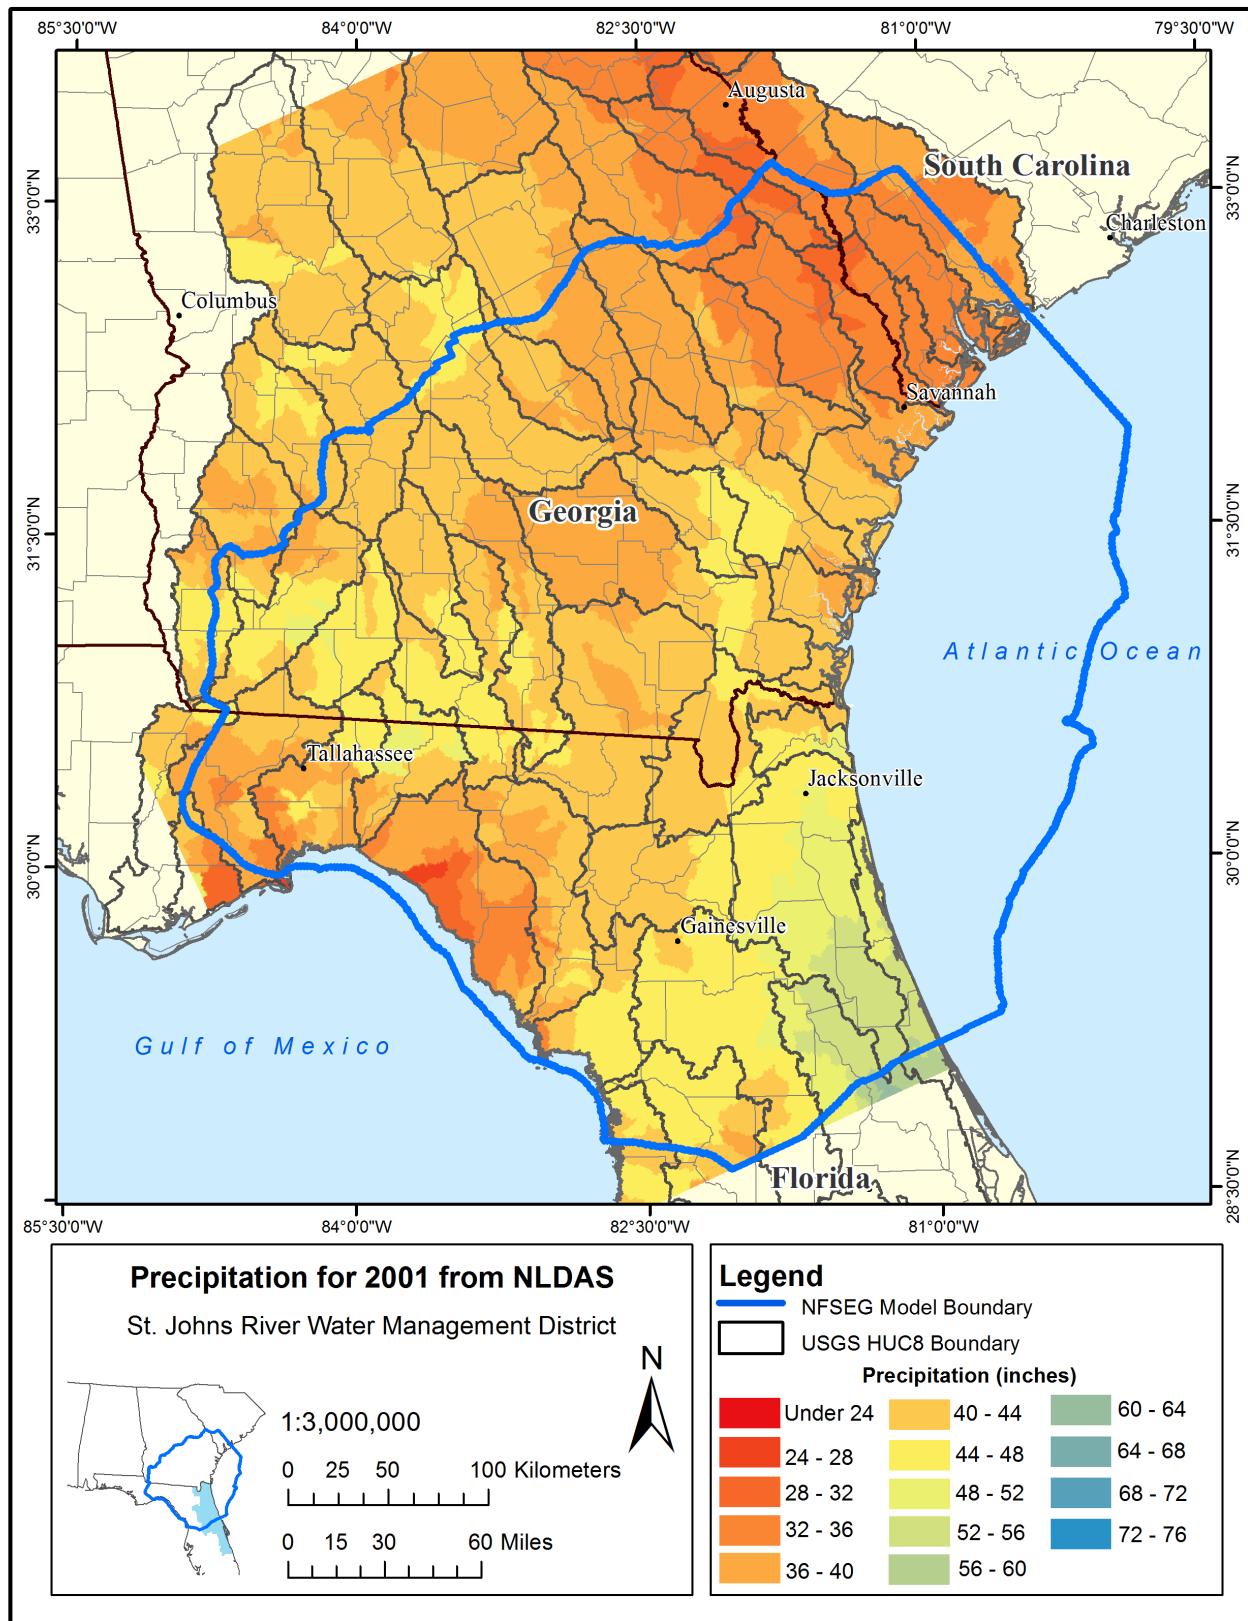 85°30'0"W 84°0'0"W 82°30'0"W 81°0'0"W 79°30'0"W
Augusta
South Carolina
33°0'0"N
33°0'0"N
Charleston
Columbus
Savannah
Georgia
31°30'0"N
31°30'0"N
Atlantic Ocean
Tallahassee
Jacksonville
30°0'0"N
30°0'0"N
Gainesville
Gulf of Mexico
Florida
28°30'0"N
85°30'0"W 84°0'0"W 82°30'0"W 81°0'0"W
Precipitation for 2001 from NLDAS
St. Johns River Water Management District
N
1:3,000,000
0 25 50 100 Kilometers
0 15 30 60 Miles
Legend
NFSEG Model Boundary
USGS HUC8 Boundary
Precipitation (inches)
Under 24
24 - 28
28 - 32
32 - 36
36 - 40
40 - 44
44 - 48
48 - 52
52 - 56
56 - 60
60 - 64
64 - 68
68 - 72
72 - 76